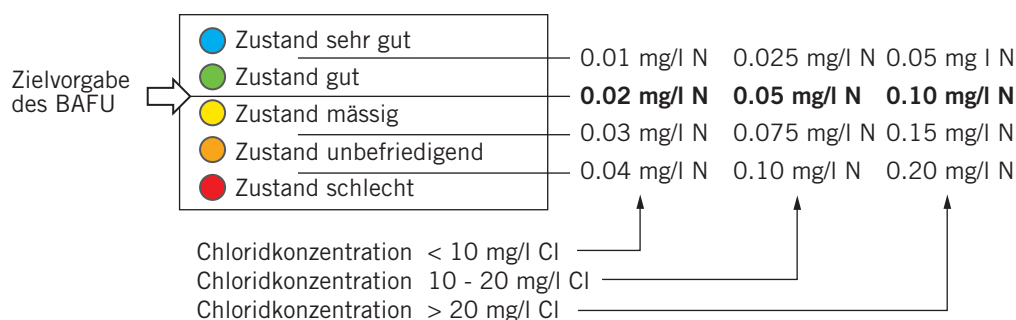 Zustand sehr gut
0.01 mg/l N 0.025 mg/l N 0.05 mg l N
Zielvorgabe
des BAFU
Zustand gut
0.02 mg/l N 0.05 mg/l N 0.10 mg/l N
Zustand mässig
0.03 mg/l N 0.075 mg/l N 0.15 mg/l N
Zustand unbefriedigend
0.04 mg/l N 0.10 mg/l N 0.20 mg/l N
Zustand schlecht
Chloridkonzentration < 10 mg/l Cl
Chloridkonzentration 10 - 20 mg/l Cl
Chloridkonzentration > 20 mg/l Cl